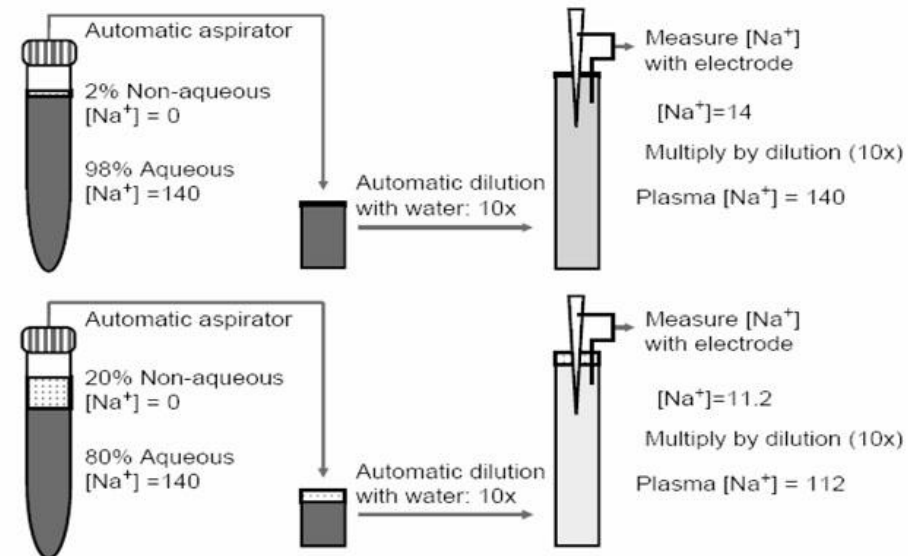 Automatic aspirator
2% Non-aqueous
[Na⁺] = 0
98% Aqueous
[Na⁺] =140
Automatic dilution
with water: 10x
Measure [Na⁺]
with electrode
[Na⁺]=14
Multiply by dilution (10x)
Plasma [Na⁺] = 140
Automatic aspirator
20% Non-aqueous
[Na⁺] = 0
80% Aqueous
[Na⁺] =140
Automatic dilution
with water: 10x
Measure [Na⁺]
with electrode
[Na⁺]=11.2
Multiply by dilution (10x)
Plasma [Na⁺] = 112